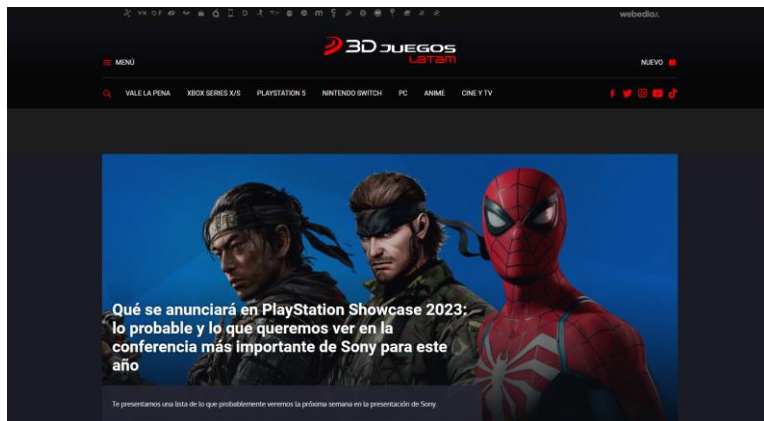 webedia.
3D JUEGOS
LATAM
MENÚ
NUEVO
VALE LA PENA XBOX SERIES X/S PLAYSTATION 5 NINTENDO SWITCH PC ANIME CINE Y TV
Qué se anunciará en PlayStation Showcase 2023:
lo probable y lo que queremos ver en la
conferencia más importante de Sony para este
año
Te presentamos una lista de lo que probablemente veremos la próxima semana en la presentación de Sony.